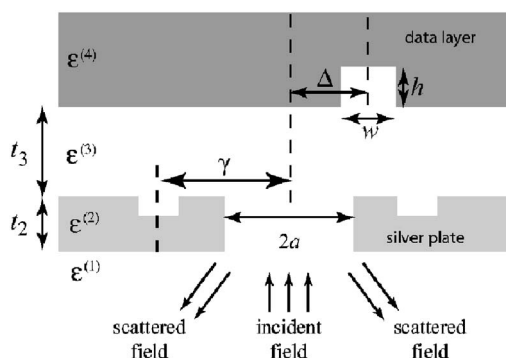 ε(4)
data layer
Δ
h
w
t3
ε(3)
γ
t2
ε(2)
2a
silver plate
ε(1)
scattered field
incident field
scattered field